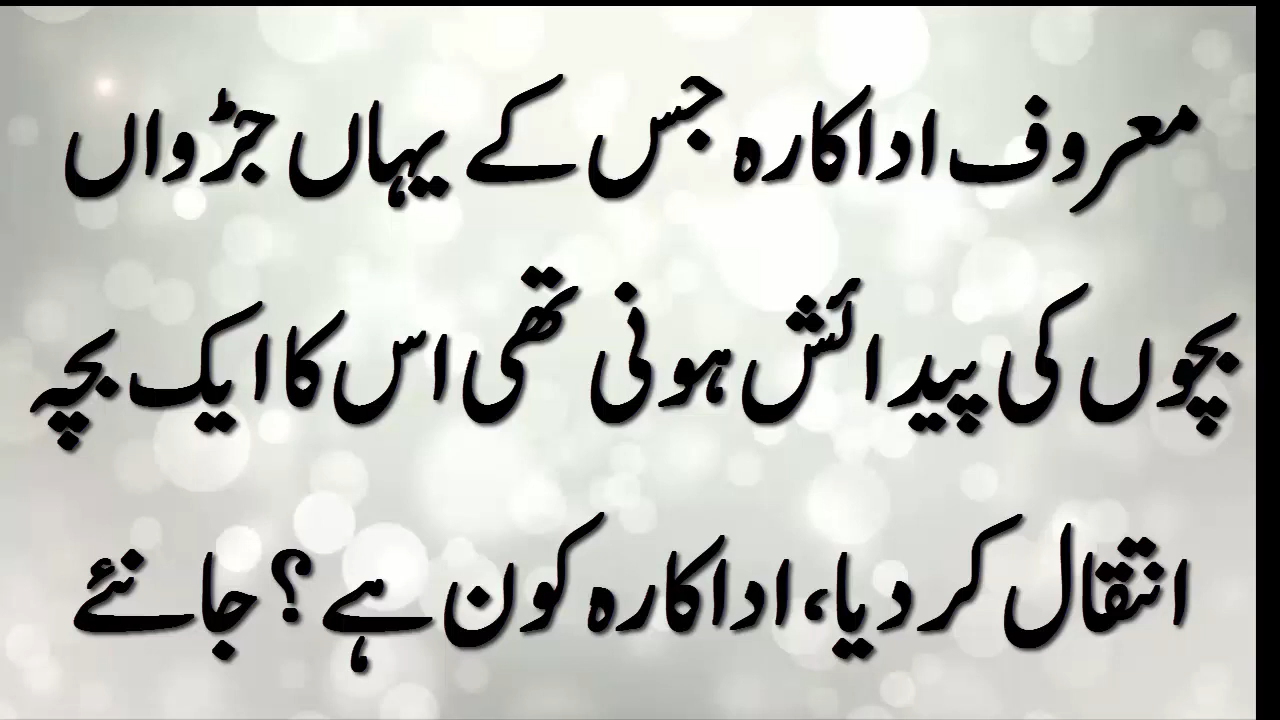 معروف اداکارہ جس کے یہاں جڑواں
بچوں کی پیدائش ہونی تھی اس کا ایک بچہ
انتقال کر دیا، اداکارہ کون ہے؟ جانئے